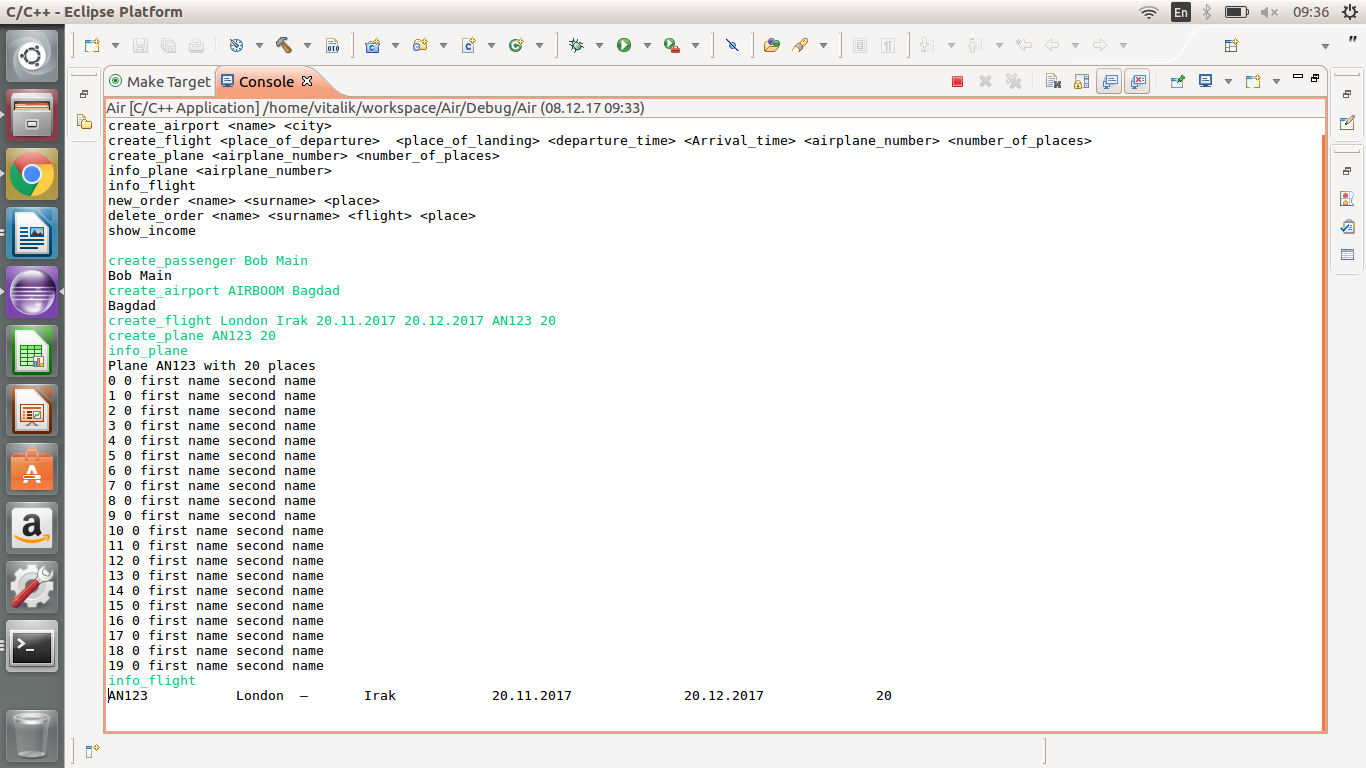 C/C++ - Eclipse Platform
En
09:36
Make Target
Console
Air [C/C++ Application] /home/vitalik/workspace/Air/Debug/Air (08.12.17 09:33)
create_airport <name> <city>
create_flight <place_of_departure>  <place_of_landing> <departure_time> <Arrival_time> <airplane_number> <number_of_places>
create_plane <airplane_number> <number_of_places>
info_plane <airplane_number>
info_flight
new_order <name> <surname> <place>
delete_order <name> <surname> <flight> <place>
show_income
create_passenger Bob Main
Bob Main
create_airport AIRBOOM Bagdad
Bagdad
create_flight London Irak 20.11.2017 20.12.2017 AN123 20
create_plane AN123 20
info_plane
Plane AN123 with 20 places
0 0 first name second name
1 0 first name second name
2 0 first name second name
3 0 first name second name
4 0 first name second name
5 0 first name second name
6 0 first name second name
7 0 first name second name
8 0 first name second name
9 0 first name second name
10 0 first name second name
11 0 first name second name
12 0 first name second name
13 0 first name second name
14 0 first name second name
15 0 first name second name
16 0 first name second name
17 0 first name second name
18 0 first name second name
19 0 first name second name
info_flight
AN123           London  —       Irak            20.11.2017              20.12.2017              20